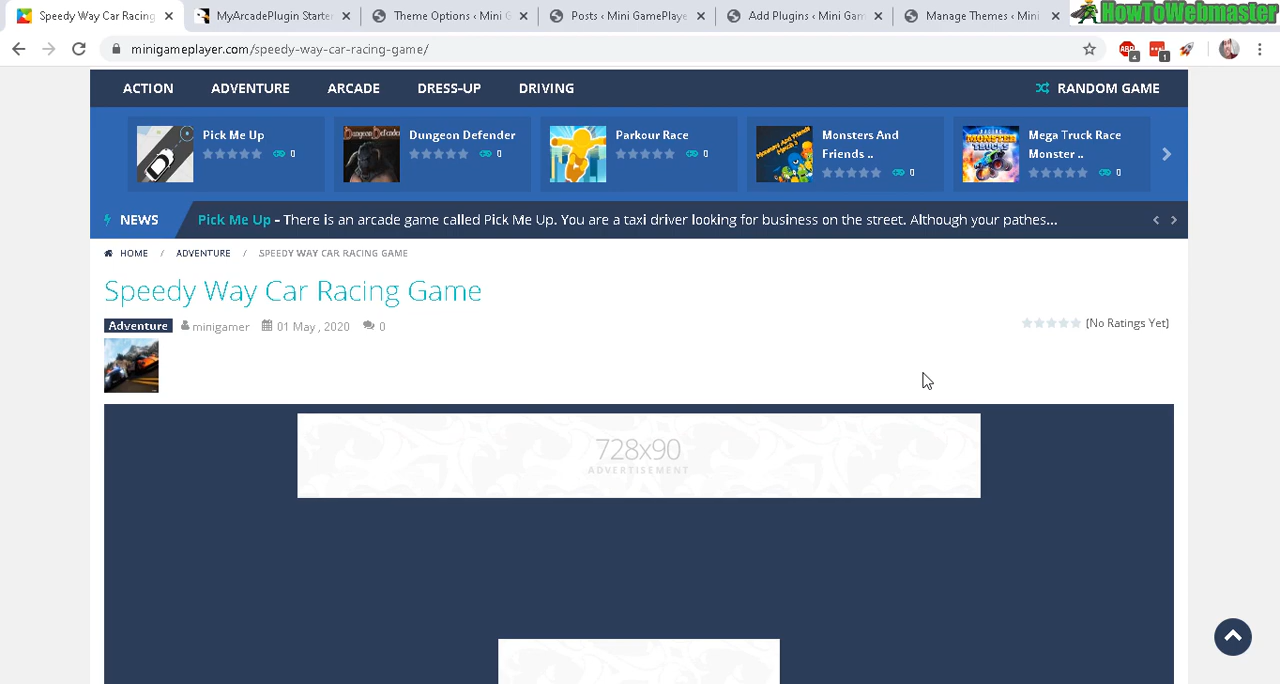 Speedy Way Car Racing
MyArcadePlugin Starte
Theme Options ‹ Mini G
Posts ‹ Mini GamePlaye
Add Plugins ‹ Mini Gam
Manage Themes ‹ Mini
HowToWebmaster
minigameplayer.com/speedy-way-car-racing-game/
ABP
4
1
ACTION ADVENTURE ARCADE DRESS-UP DRIVING RANDOM GAME
Pick Me Up
0
Dungeon Defender
0
Parkour Race
0
Monsters And
Friends ..
0
Mega Truck Race
Monster ..
0
NEWS Pick Me Up - There is an arcade game called Pick Me Up. You are a taxi driver looking for business on the street. Although your pathes...
HOME / ADVENTURE / SPEEDY WAY CAR RACING GAME
Speedy Way Car Racing Game
Adventure minigamer 01 May , 2020 0 (No Ratings Yet)
728x90
ADVERTISEMENT